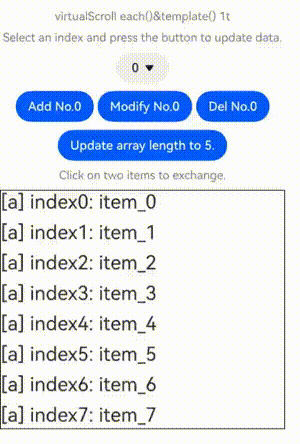 virtualScroll each()&template() 1t
Select an index and press the button to update data.
0
Add No.0 Modify No.0 Del No.0
Update array length to 5.
Click on two items to exchange.
[a] index0: item_0
[a] index1: item_1
[a] index2: item_2
[a] index3: item_3
[a] index4: item_4
[a] index5: item_5
[a] index6: item_6
[a] index7: item_7